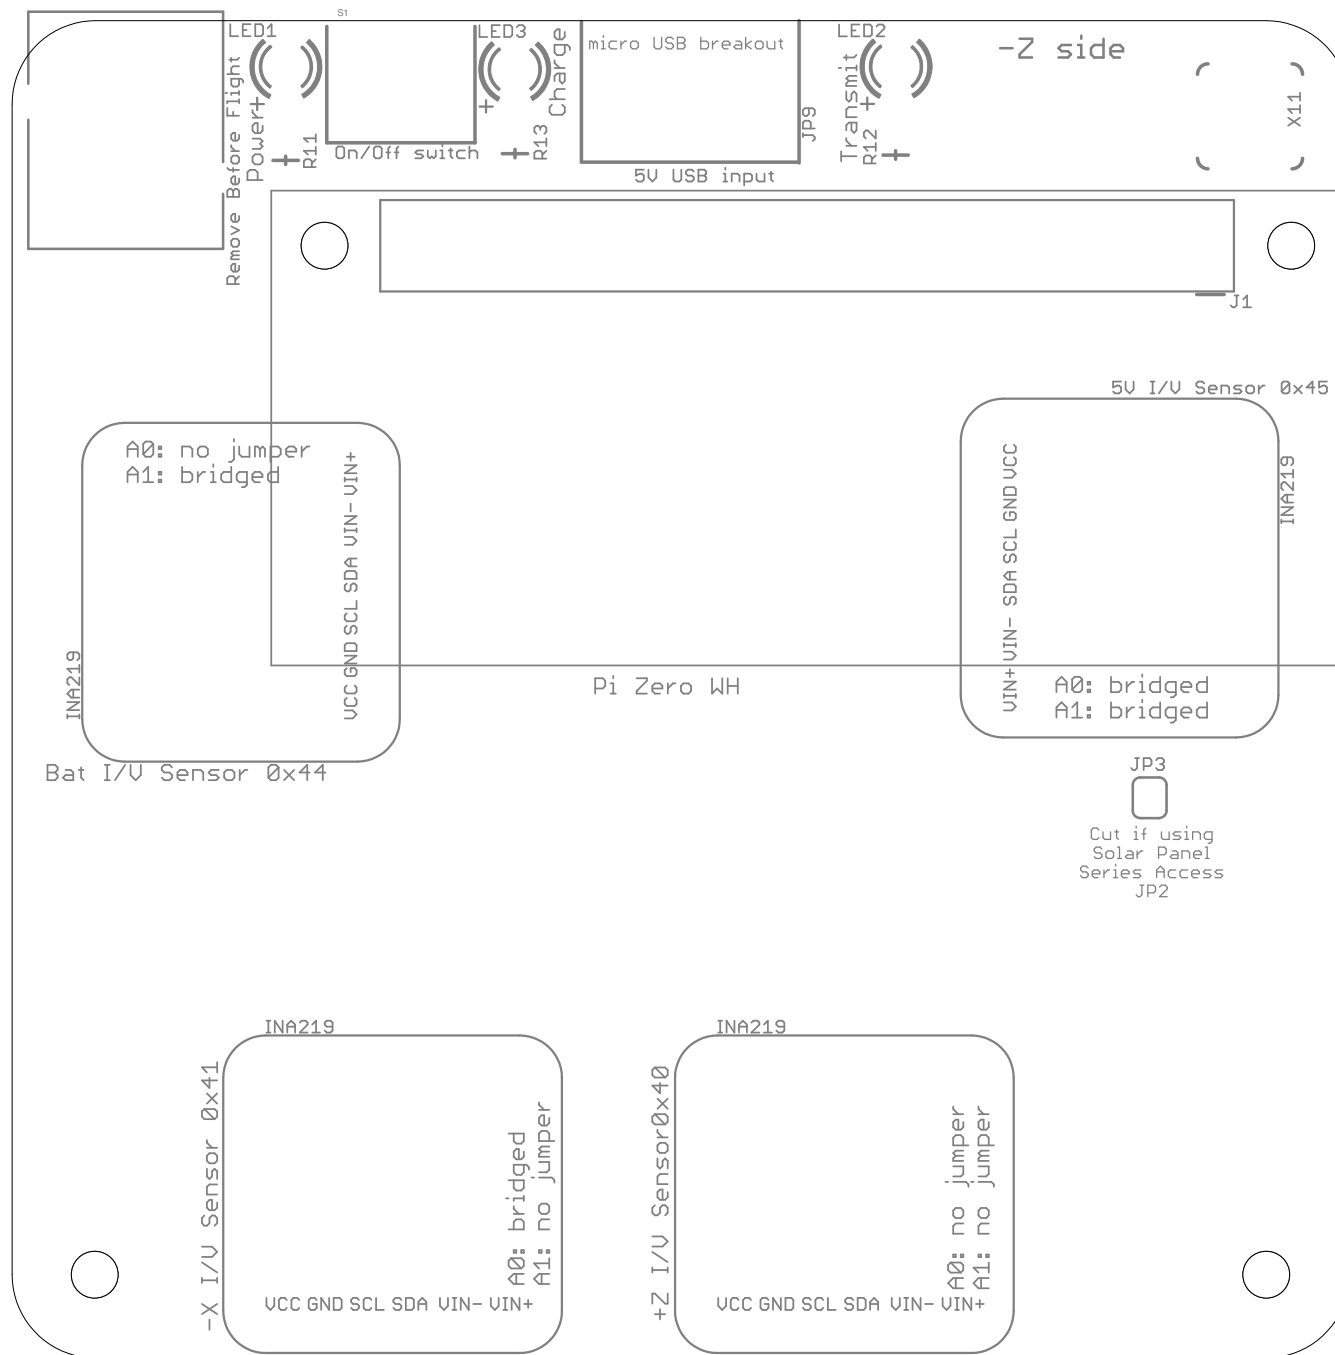 S1
LED1
LED3
LED2
-Z side
micro USB breakout
Charge
Remove Before Flight
Power
+
+
Transmit
+
JP9
X11
R11
R13
R12
On/Off switch
5V USB input
J1
5V I/V Sensor 0x45
A0: no jumper
A1: bridged
VCC GND SCL SDA VIN- VIN+
INA219
Bat I/V Sensor 0x44
VIN+ VIN- SDA SCL GND VCC
INA219
A0: bridged
A1: bridged
Pi Zero WH
JP3
Cut if using
Solar Panel
Series Access
JP2
INA219
-X I/V Sensor 0x41
A0: bridged
A1: no jumper
VCC GND SCL SDA VIN- VIN+
INA219
+Z I/V Sensor0x40
A0: no jumper
A1: no jumper
VCC GND SCL SDA VIN- VIN+